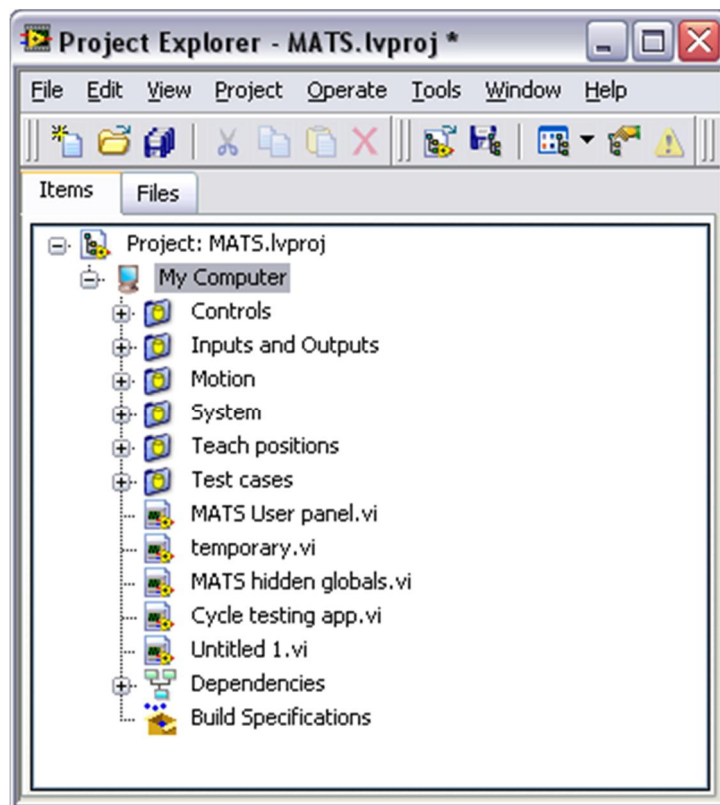 Project Explorer - MATS.lvproj *
File Edit View Project Operate Tools Window Help
Items Files
Project: MATS.lvproj
My Computer
Controls
Inputs and Outputs
Motion
System
Teach positions
Test cases
MATS User panel.vi
temporary.vi
MATS hidden globals.vi
Cycle testing app.vi
Untitled 1.vi
Dependencies
Build Specifications